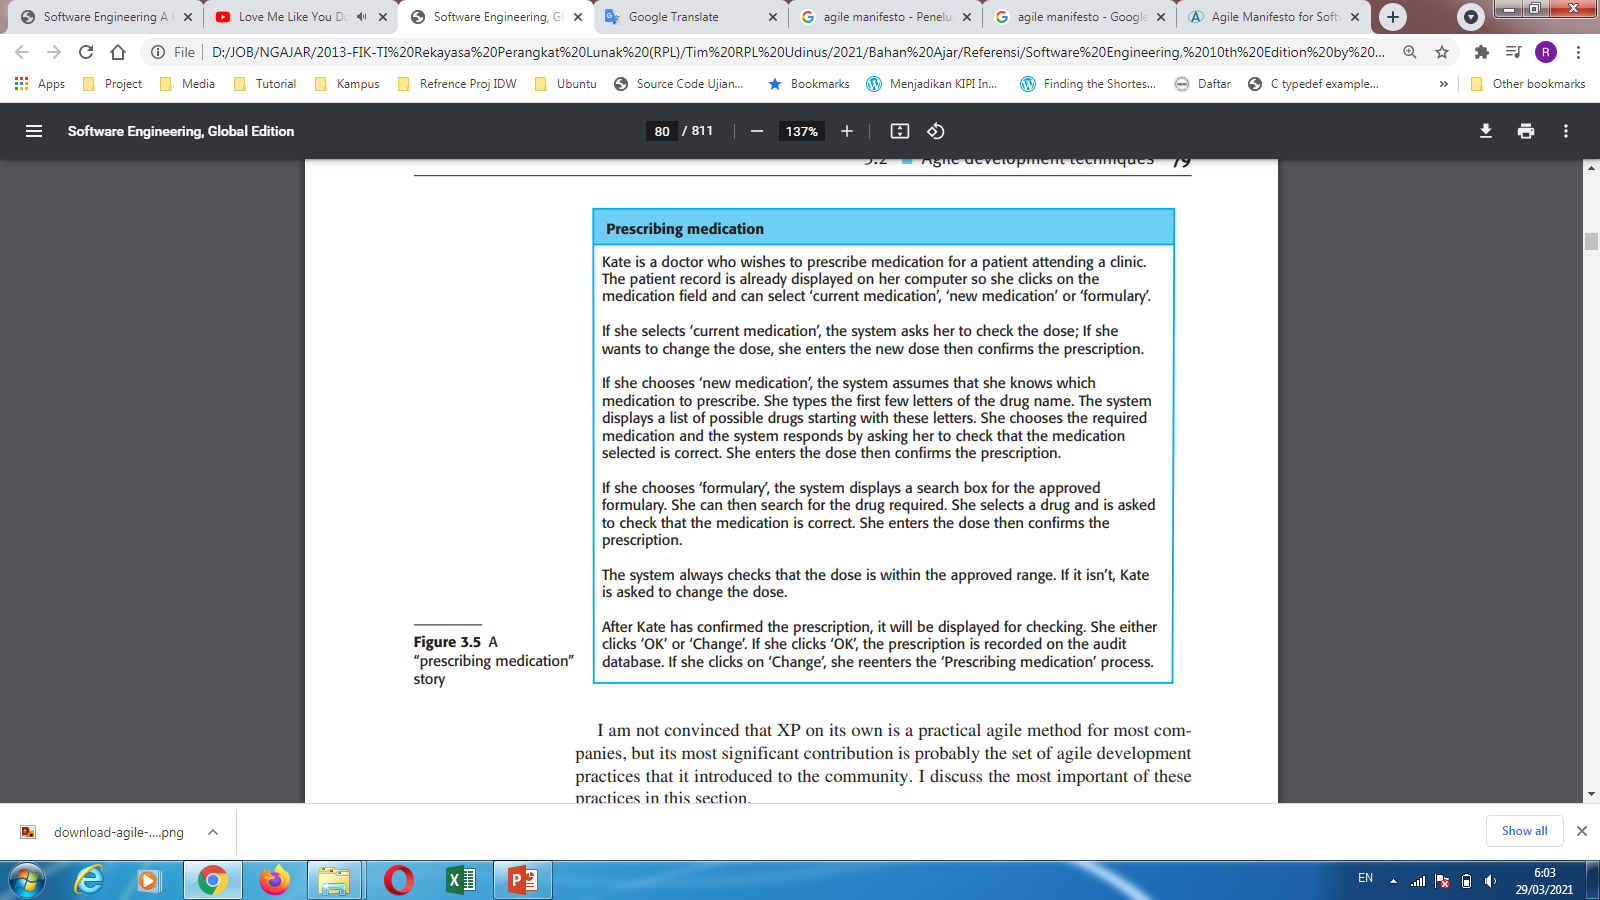 Software Engineering A P
Love Me Like You Do
Software Engineering, Gl
Google Translate
agile manifesto - Penelus
agile manifesto - Google
Agile Manifesto for Softw
File
D:/JOB/NGAJAR/2013-FIK-TI%20Rekayasa%20Perangkat%20Lunak%20(RPL)/Tim%20RPL%20Udinus/2021/Bahan%20Ajar/Referensi/Software%20Engineering,%2010th%20Edition%20by%20...
R
Apps
Project
Media
Tutorial
Kampus
Refrence Proj IDW
Ubuntu
Source Code Ujian...
Bookmarks
Menjadikan KIPI In...
Finding the Shortes...
Daftar
C typedef example...
»
Other bookmarks
Software Engineering, Global Edition
80 / 811
137%
3.2 ■ Agile development techniques 79
Prescribing medication
Kate is a doctor who wishes to prescribe medication for a patient attending a clinic.
The patient record is already displayed on her computer so she clicks on the
medication field and can select ‘current medication’, ‘new medication’ or ‘formulary’.
If she selects ‘current medication’, the system asks her to check the dose; If she
wants to change the dose, she enters the new dose then confirms the prescription.
If she chooses ‘new medication’, the system assumes that she knows which
medication to prescribe. She types the first few letters of the drug name. The system
displays a list of possible drugs starting with these letters. She chooses the required
medication and the system responds by asking her to check that the medication
selected is correct. She enters the dose then confirms the prescription.
If she chooses ‘formulary’, the system displays a search box for the approved
formulary. She can then search for the drug required. She selects a drug and is asked
to check that the medication is correct. She enters the dose then confirms the
prescription.
The system always checks that the dose is within the approved range. If it isn’t, Kate
is asked to change the dose.
After Kate has confirmed the prescription, it will be displayed for checking. She either
clicks ‘OK’ or ‘Change’. If she clicks ‘OK’, the prescription is recorded on the audit
database. If she clicks on ‘Change’, she reenters the ‘Prescribing medication’ process.
Figure 3.5 A
“prescribing medication”
story
I am not convinced that XP on its own is a practical agile method for most com-
panies, but its most significant contribution is probably the set of agile development
practices that it introduced to the community. I discuss the most important of these
practices in this section.
download-agile-....png
Show all
EN
6:03
29/03/2021